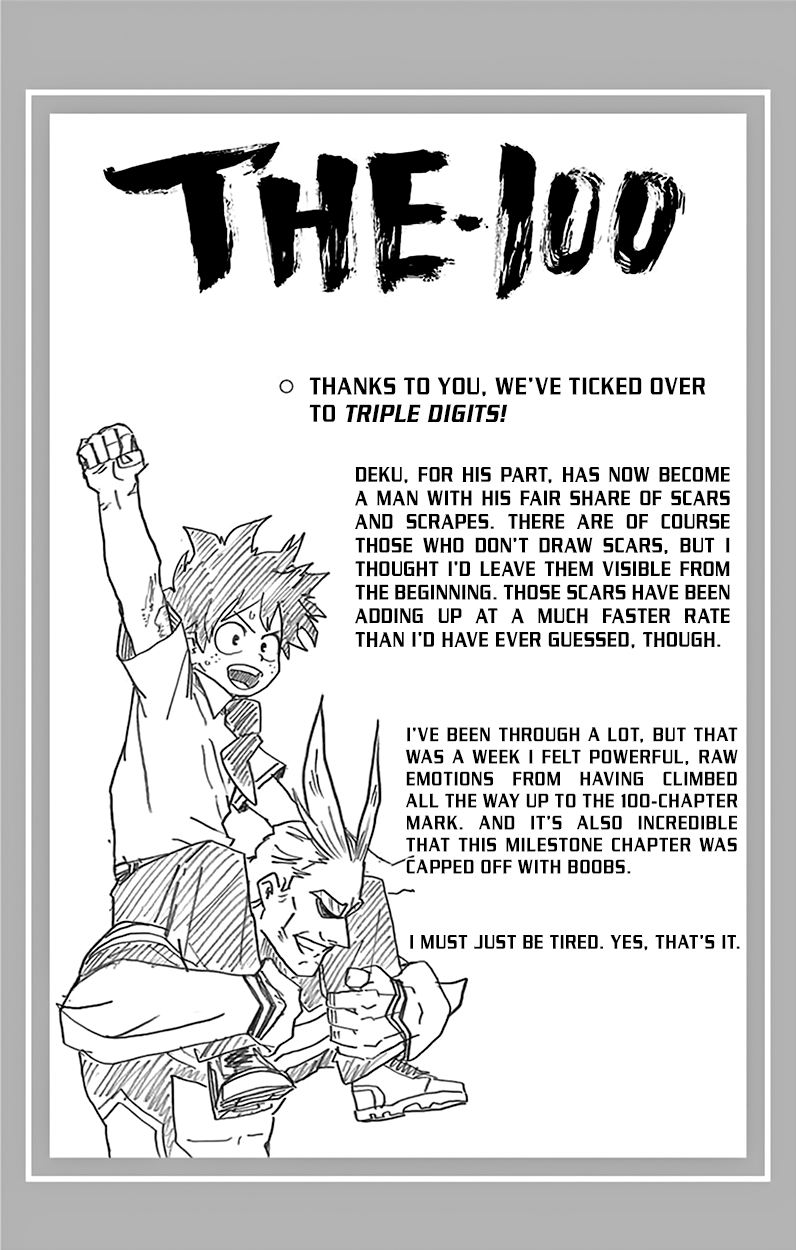 THE-100
○ THANKS TO YOU, WE'VE TICKED OVER
TO TRIPLE DIGITS!
DEKU, FOR HIS PART, HAS NOW BECOME
A MAN WITH HIS FAIR SHARE OF SCARS
AND SCRAPES. THERE ARE OF COURSE
THOSE WHO DON'T DRAW SCARS, BUT I
THOUGHT I'D LEAVE THEM VISIBLE FROM
THE BEGINNING. THOSE SCARS HAVE BEEN
ADDING UP AT A MUCH FASTER RATE
THAN I'D HAVE EVER GUESSED, THOUGH.
I'VE BEEN THROUGH A LOT, BUT THAT
WAS A WEEK I FELT POWERFUL, RAW
EMOTIONS FROM HAVING CLIMBED
ALL THE WAY UP TO THE 100-CHAPTER
MARK. AND IT'S ALSO INCREDIBLE
THAT THIS MILESTONE CHAPTER WAS
CAPPED OFF WITH BOOBS.
I MUST JUST BE TIRED. YES, THAT'S IT.